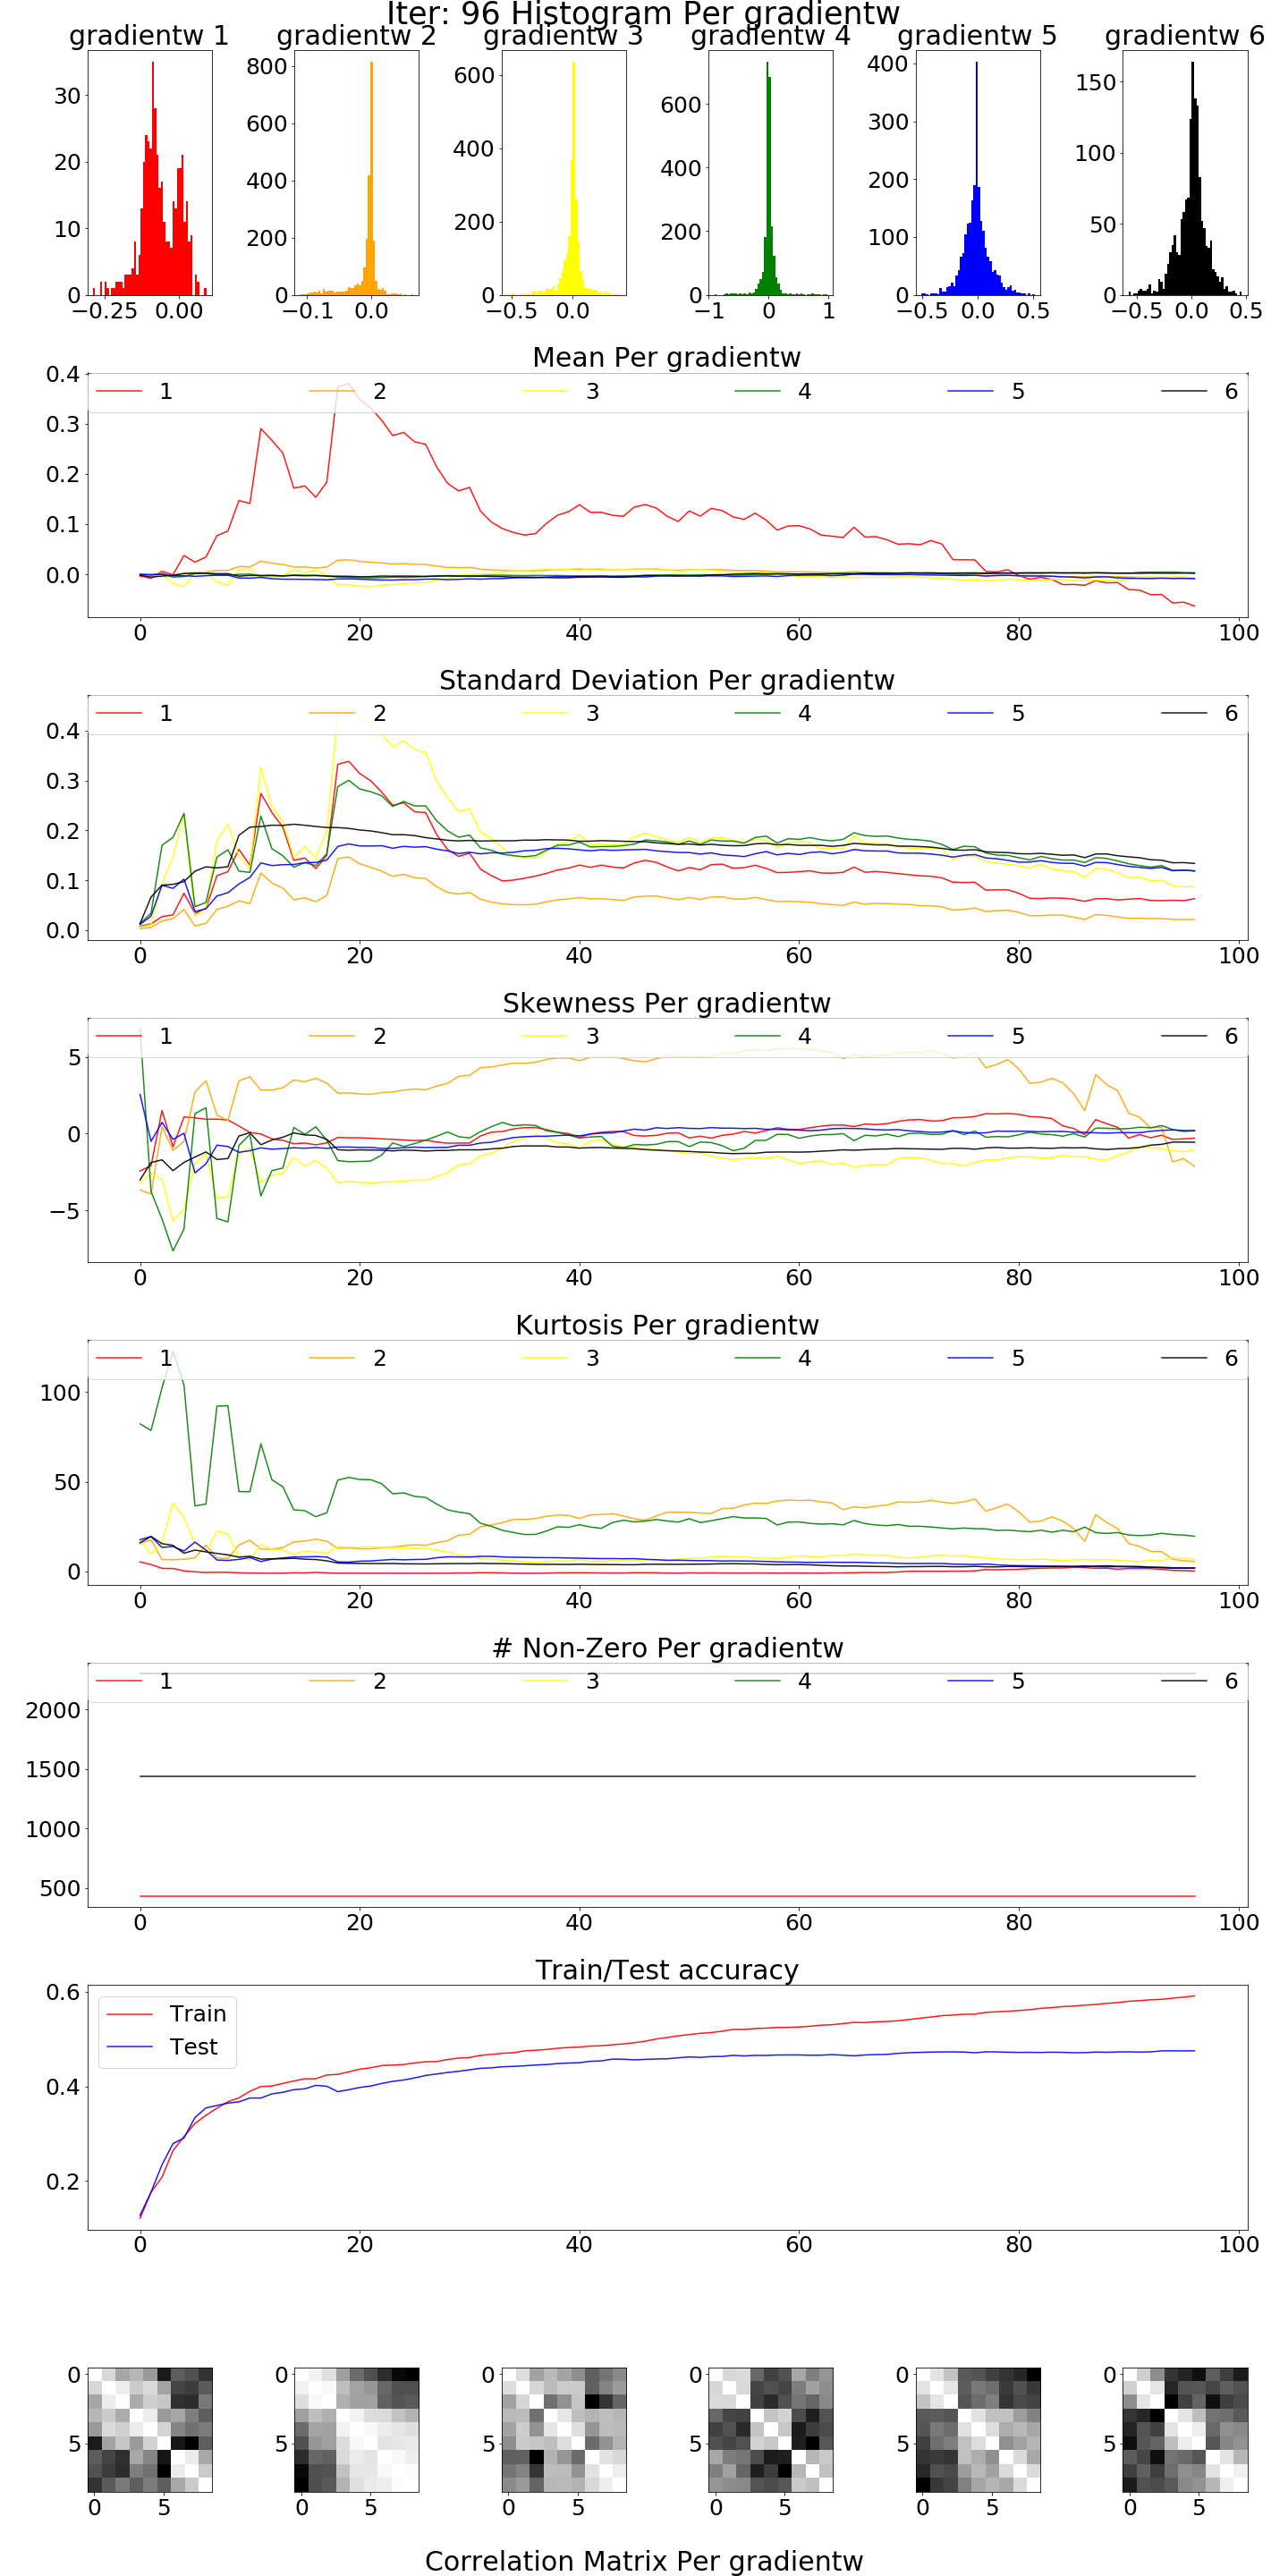 Iter: 96 Histogram Per gradientw
gradientw 1 gradientw 2 gradientw 3 gradientw 4 gradientw 5 gradientw 6
30
20
10
0
−0.25 0.00
800
600
400
200
0
−0.1 0.0
600
400
200
0
−0.5 0.0
600
400
200
0
−1 0 1
400
300
200
100
0
−0.5 0.0 0.5
150
100
50
0
−0.5 0.0 0.5
Mean Per gradientw
1 2 3 4 5 6
0.4
0.3
0.2
0.1
0.0
0 20 40 60 80 100
Standard Deviation Per gradientw
1 2 3 4 5 6
0.4
0.3
0.2
0.1
0.0
0 20 40 60 80 100
Skewness Per gradientw
1 2 3 4 5 6
5
0
−5
0 20 40 60 80 100
Kurtosis Per gradientw
1 2 3 4 5 6
100
50
0
0 20 40 60 80 100
# Non-Zero Per gradientw
1 2 3 4 5 6
2000
1500
1000
500
0 20 40 60 80 100
Train/Test accuracy
Train
Test
0.6
0.4
0.2
0 20 40 60 80 100
0
5
0 5
0
5
0 5
0
5
0 5
0
5
0 5
0
5
0 5
0
5
0 5
Correlation Matrix Per gradientw